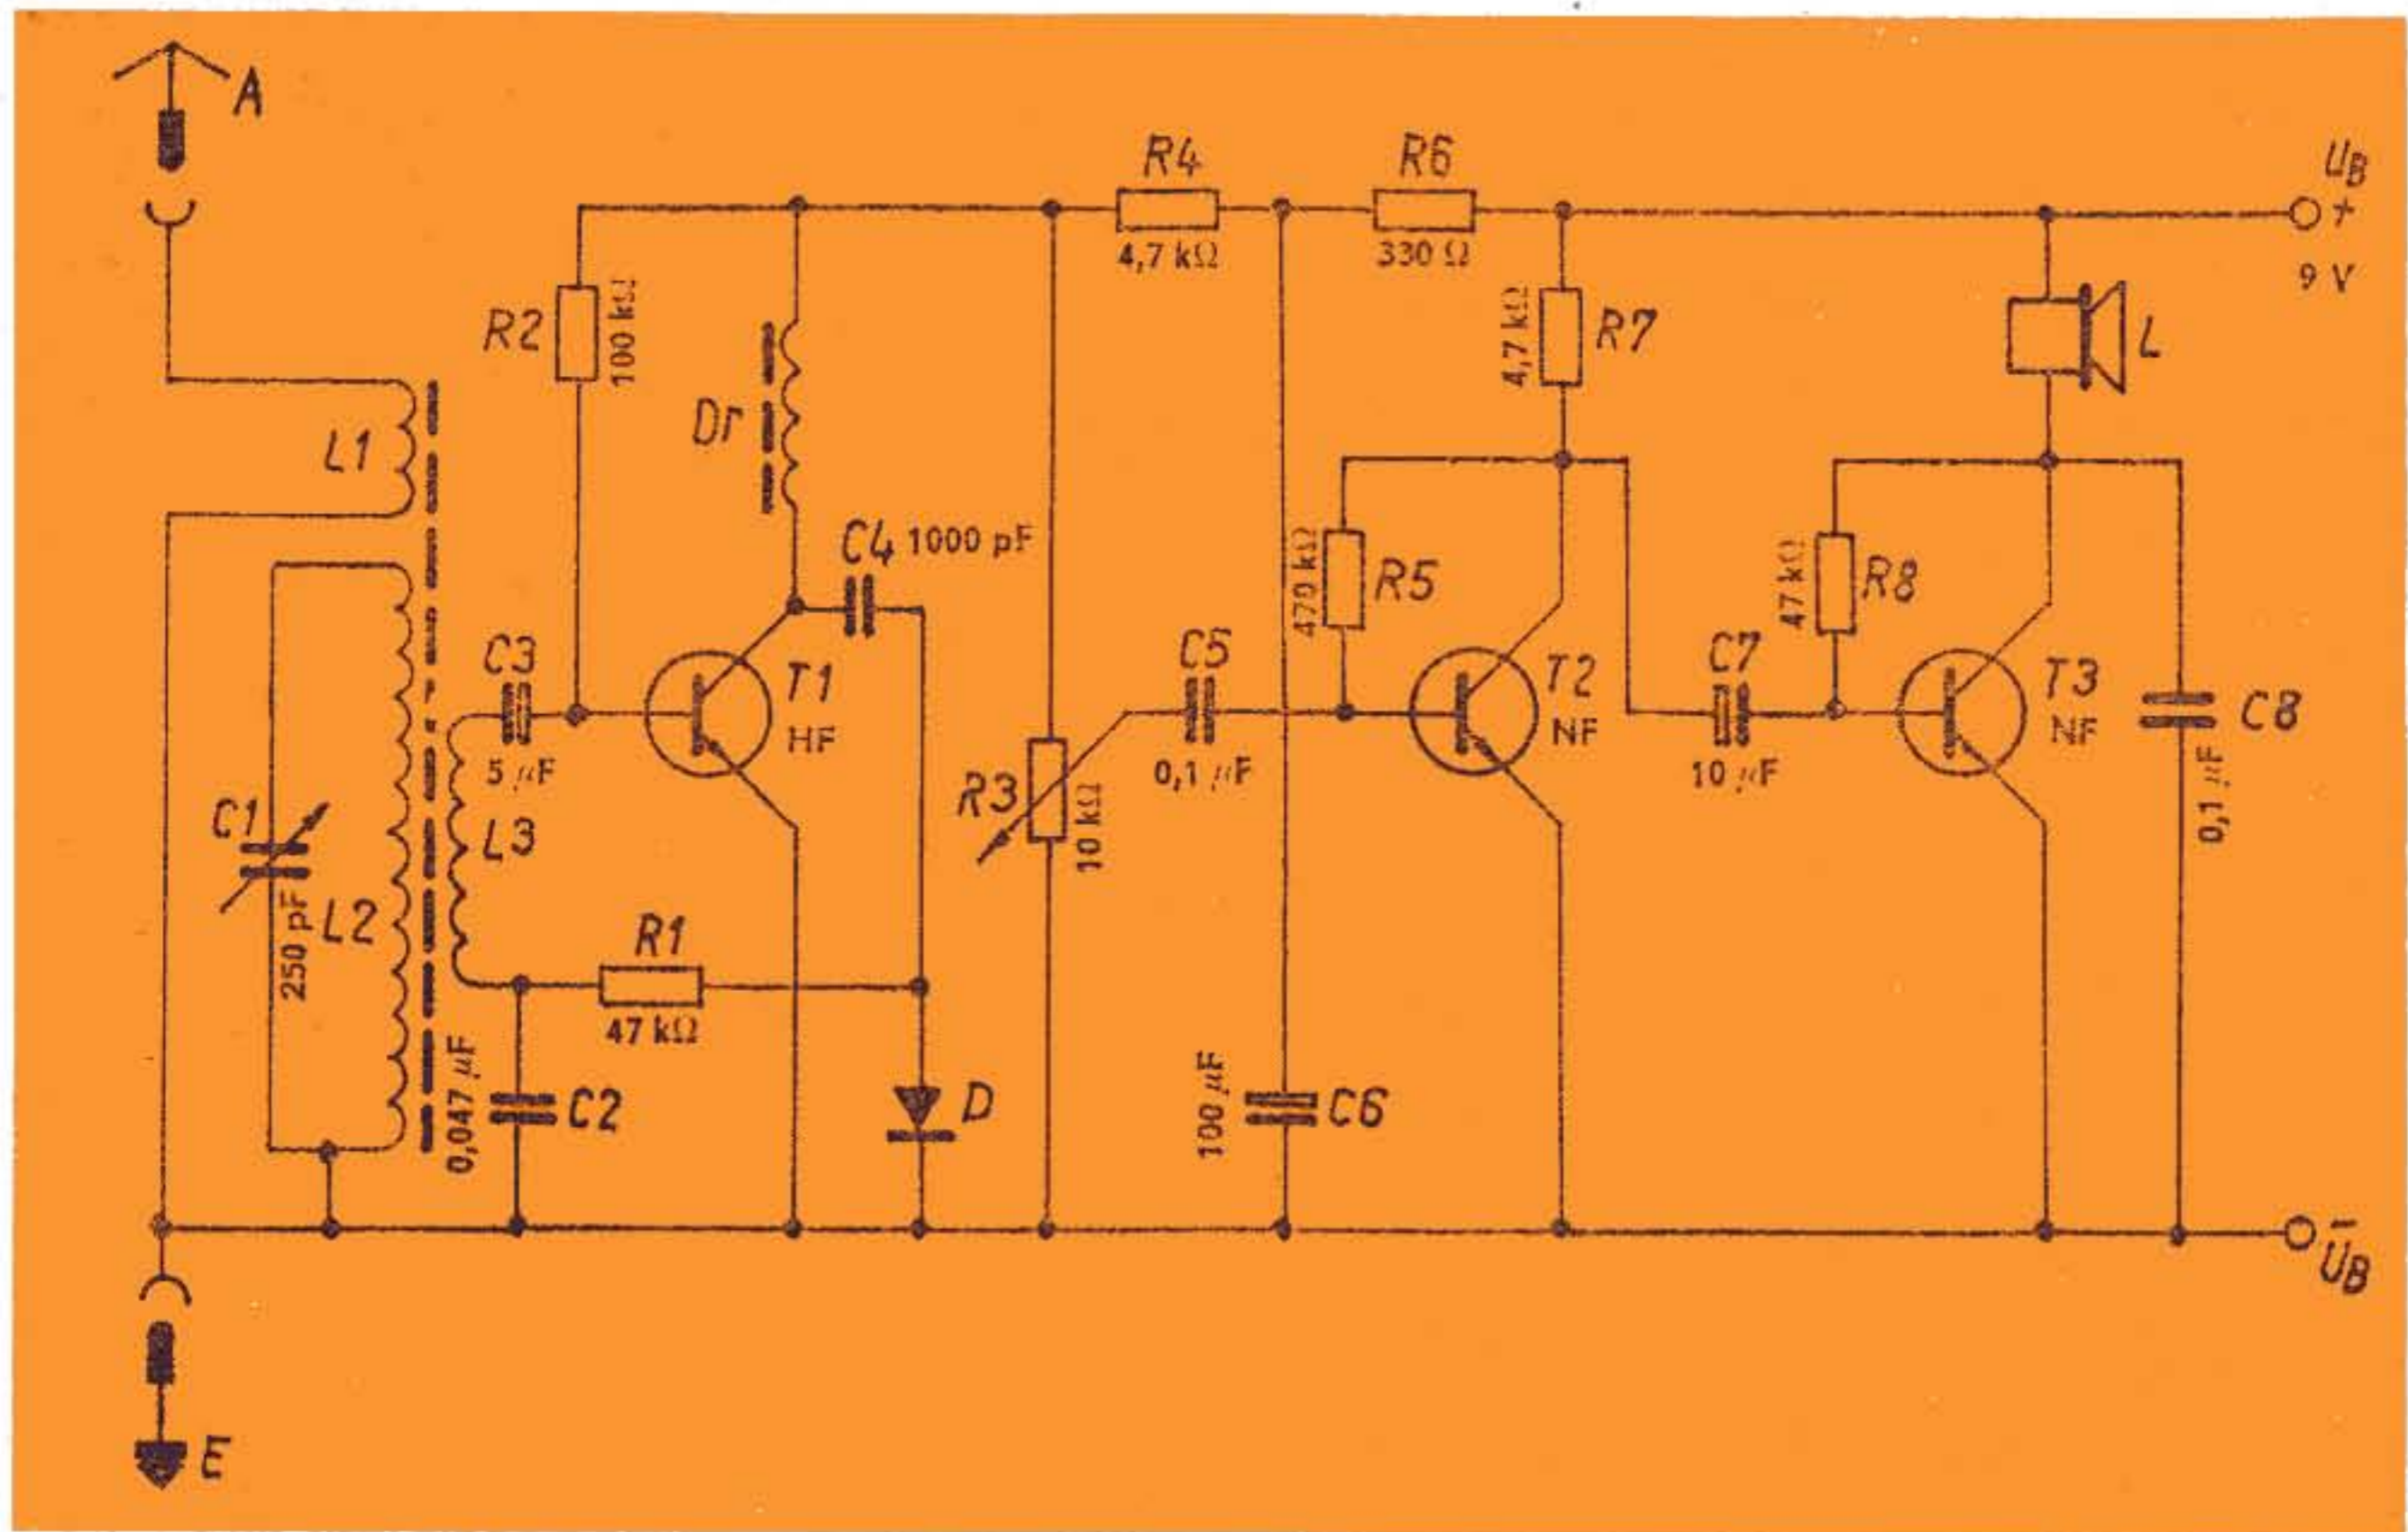 A
R4
4,7 kΩ
R6
330 Ω
UB
+
9 V
R2
100 kΩ
Dr
4,7 kΩ
R7
L
L1
C4 1000 pF
470 kΩ
R5
47 kΩ
R8
C3
5 µF
T1
HF
C5
0,1 µF
T2
NF
C7
10 µF
T3
NF
C8
0,1 µF
C1
250 pF
L2
L3
R3
10 kΩ
R1
47 kΩ
0,047 µF
C2
D
100 µF
C6
–
UB
E